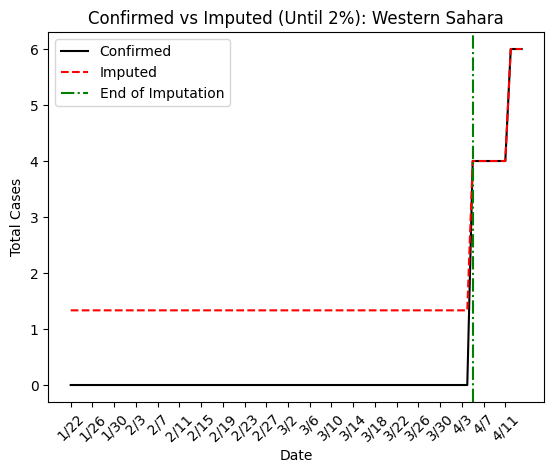 Confirmed vs Imputed (Until 2%): Western Sahara
Confirmed
Imputed
End of Imputation
Total Cases
6
5
4
3
2
1
0
1/22 1/26 1/30 2/3 2/7 2/11 2/15 2/19 2/23 2/27 3/2 3/6 3/10 3/14 3/18 3/22 3/26 3/30 4/3 4/7 4/11
Date